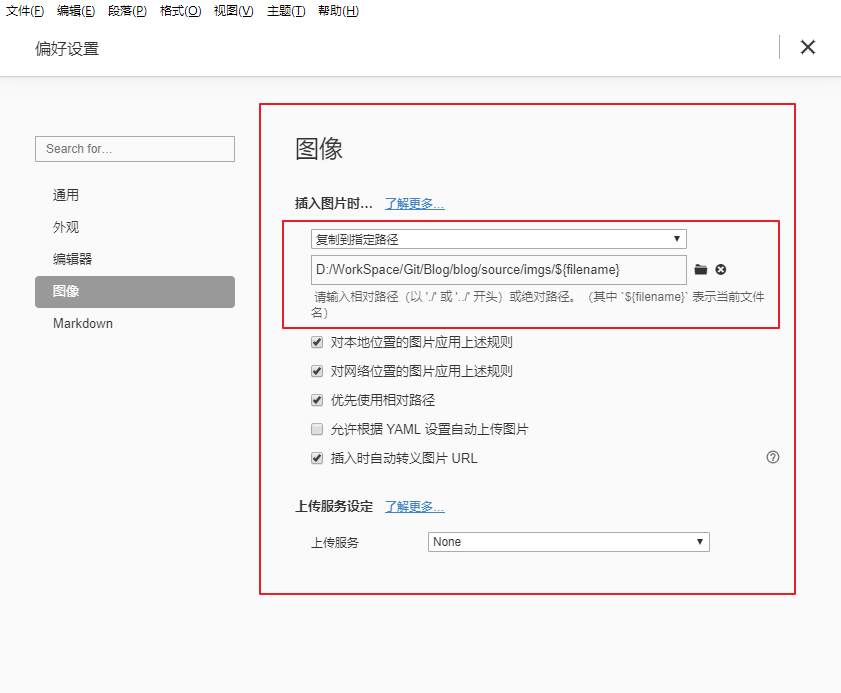 文件(F) 编辑(E) 段落(P) 格式(O) 视图(V) 主题(T) 帮助(H)
偏好设置
Search for...
通用
外观
编辑器
图像
Markdown
图像
插入图片时... 了解更多...
复制到指定路径
D:/WorkSpace/Git/Blog/blog/source/imgs/${filename}
请输入相对路径（以 './' 或 '../' 开头）或绝对路径。（其中 `${filename}` 表示当前文件
名）
对本地位置的图片应用上述规则
对网络位置的图片应用上述规则
优先使用相对路径
允许根据 YAML 设置自动上传图片
插入时自动转义图片 URL
上传服务设定 了解更多...
上传服务 None